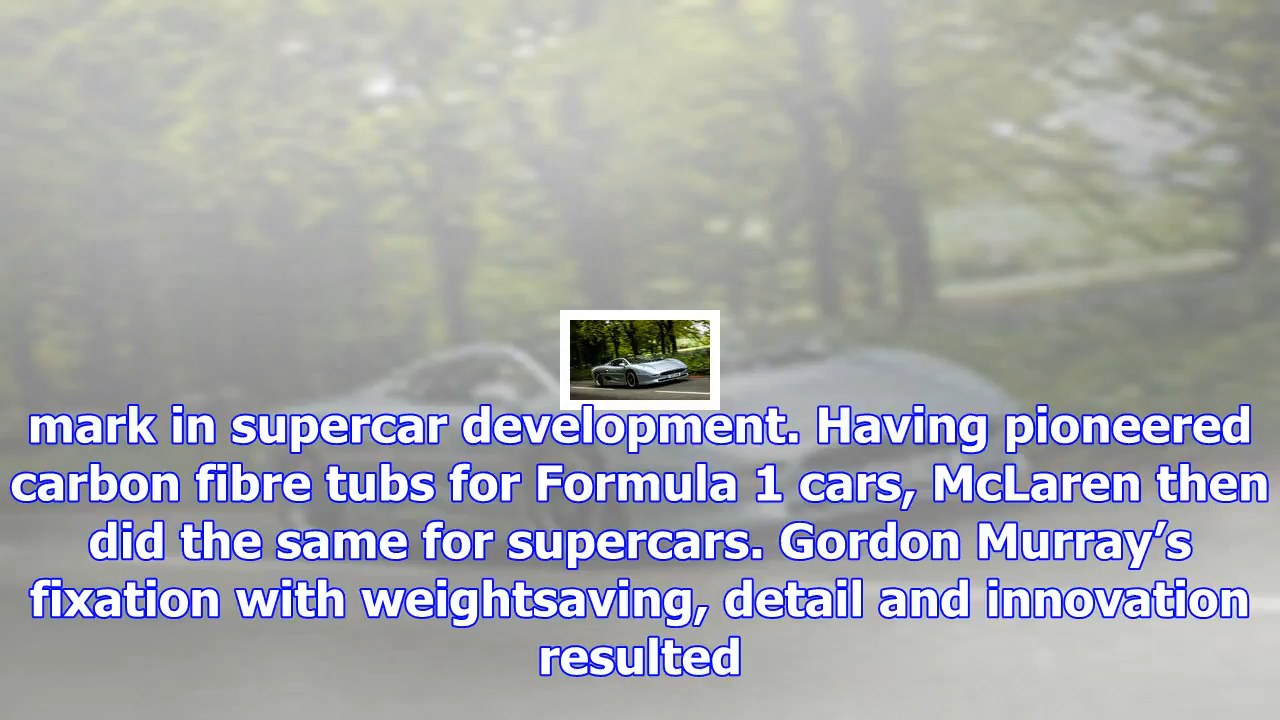 mark in supercar development. Having pioneered
carbon fibre tubs for Formula 1 cars, McLaren then
did the same for supercars. Gordon Murray’s
fixation with weightsaving, detail and innovation
resulted